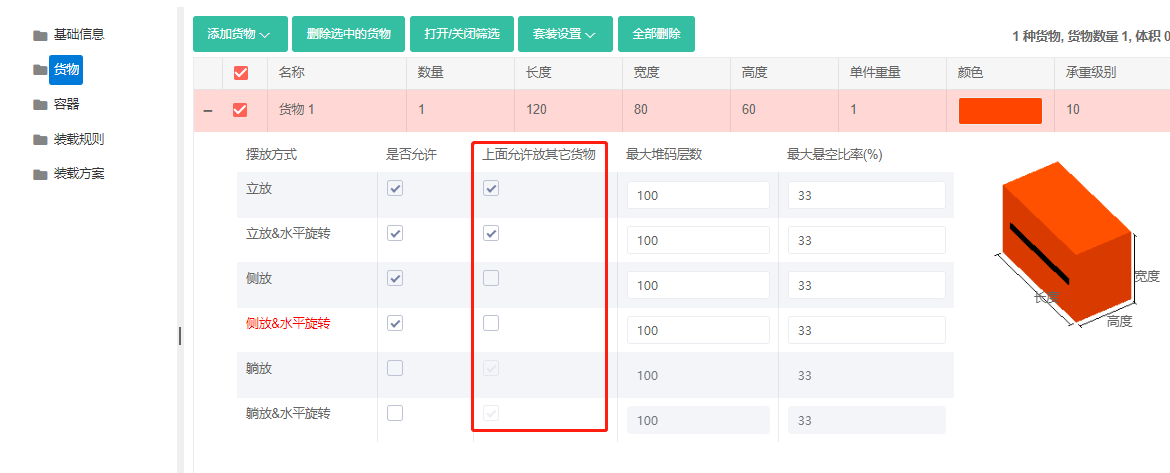 基础信息
货物
容器
装载规则
装载方案
添加货物 删除选中的货物 打开/关闭筛选 套装设置 全部删除
1 种货物, 货物数量 1, 体积 0
名称 数量 长度 宽度 高度 单件重量 颜色 承重级别
货物 1 1 120 80 60 1 10
摆放方式 是否允许 上面允许放其它货物 最大堆码层数 最大悬空比率(%)
立放 100 33
立放&水平旋转 100 33
侧放 100 33
侧放&水平旋转 100 33
躺放 100 33
躺放&水平旋转 100 33
长度
宽度
高度